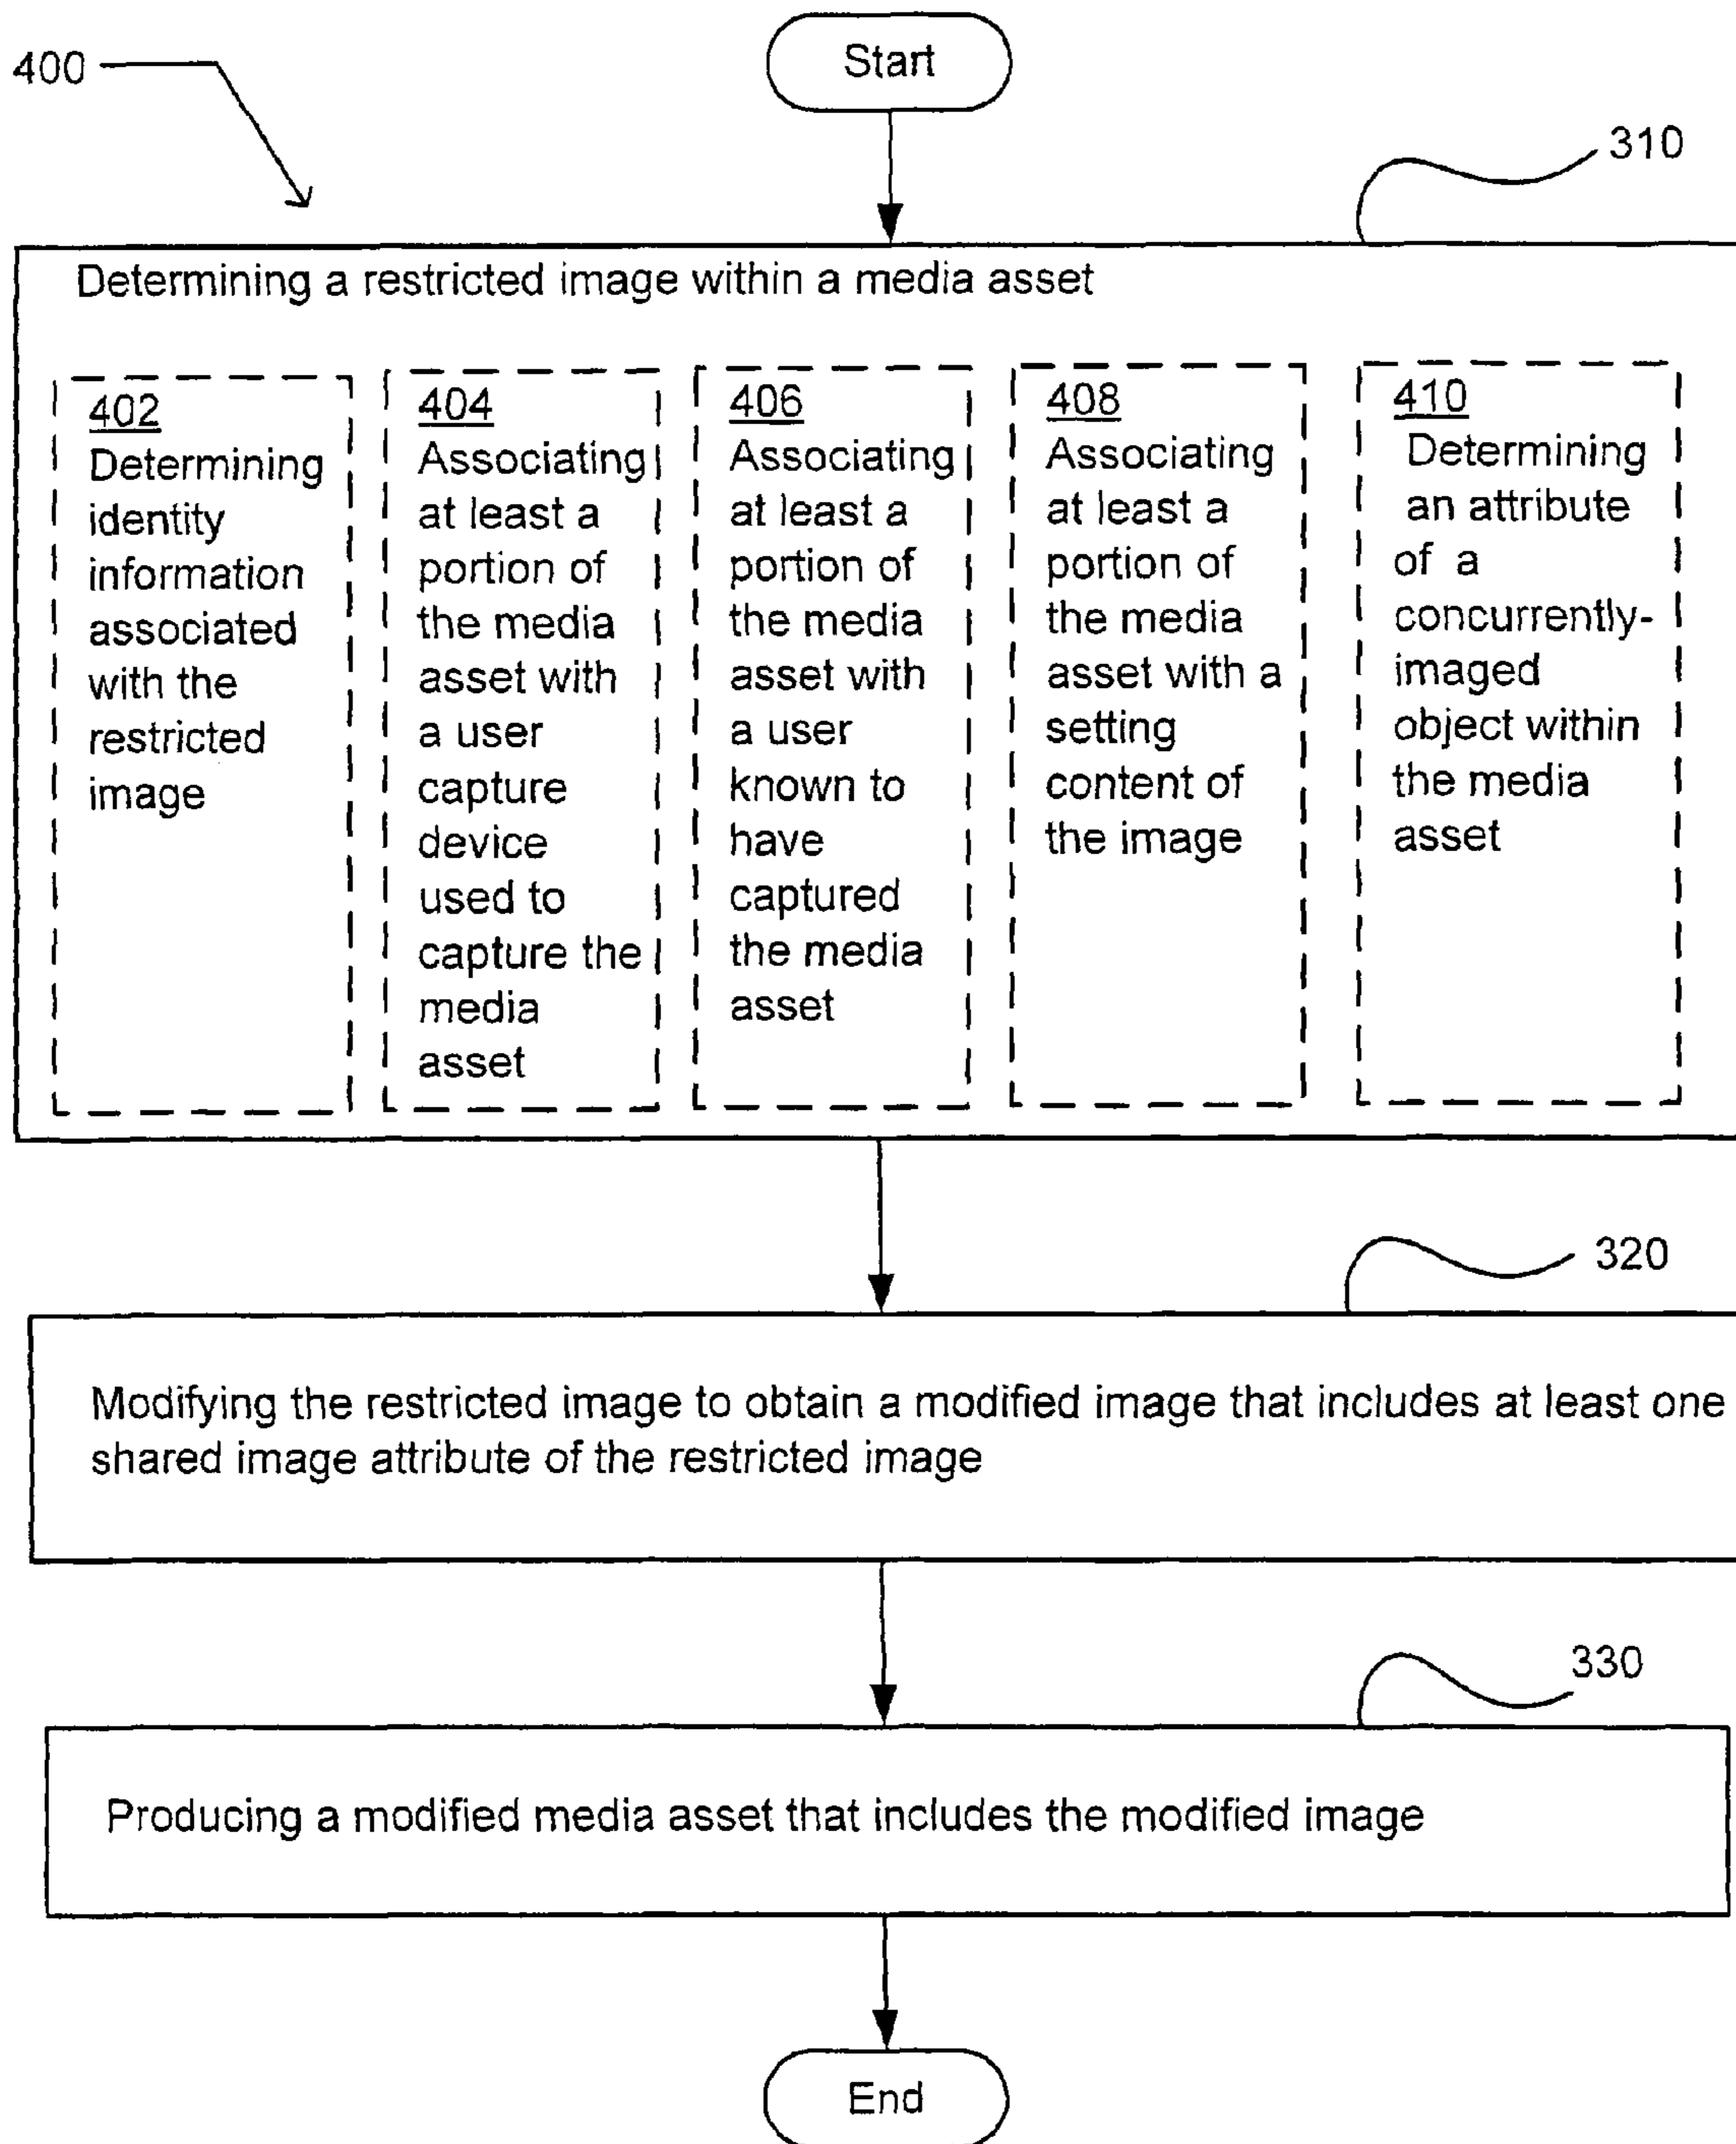 Start
400
310
Determining a restricted image within a media asset
402
Determining
identity
information
associated
with the
restricted
image
404
Associating
at least a
portion of
the media
asset with
a user
capture
device
used to
capture the
media
asset
406
Associating
at least a
portion of
the media
asset with
a user
known to
have
captured
the media
asset
408
Associating
at least a
portion of
the media
asset with a
setting
content of
the image
410
Determining
an attribute
of a
concurrently-
imaged
object within
the media
asset
320
Modifying the restricted image to obtain a modified image that includes at least one
shared image attribute of the restricted image
330
Producing a modified media asset that includes the modified image
End